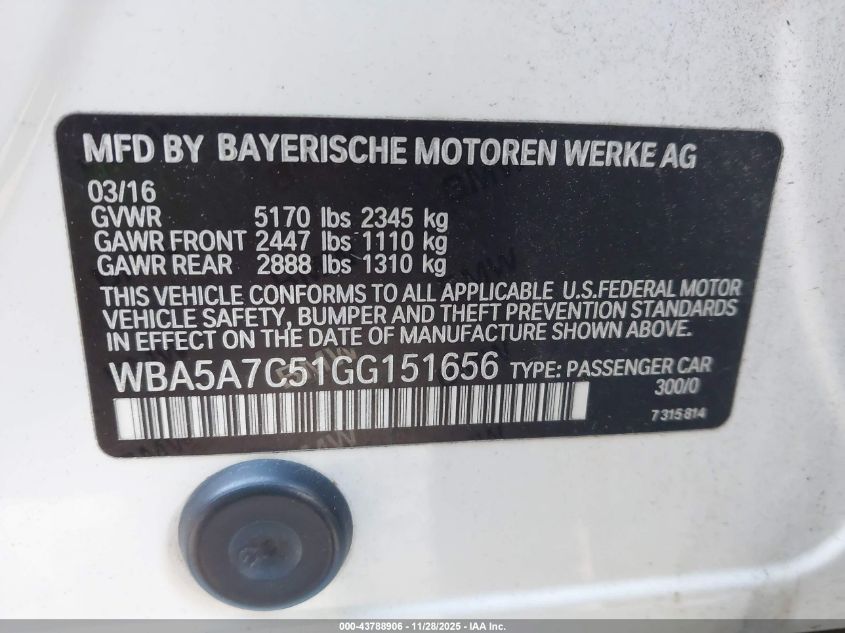 MFD BY BAYERISCHE MOTOREN WERKE AG
03/16
GVWR 5170 lbs 2345 kg
GAWR FRONT 2447 lbs 1110 kg
GAWR REAR 2888 lbs 1310 kg
THIS VEHICLE CONFORMS TO ALL APPLICABLE U.S.FEDERAL MOTOR
VEHICLE SAFETY, BUMPER AND THEFT PREVENTION STANDARDS
IN EFFECT ON THE DATE OF MANUFACTURE SHOWN ABOVE.
WBA5A7C51GG151656 TYPE: PASSENGER CAR
300/0
7315814
000-43788906 - 11/28/2025 - IAA Inc.